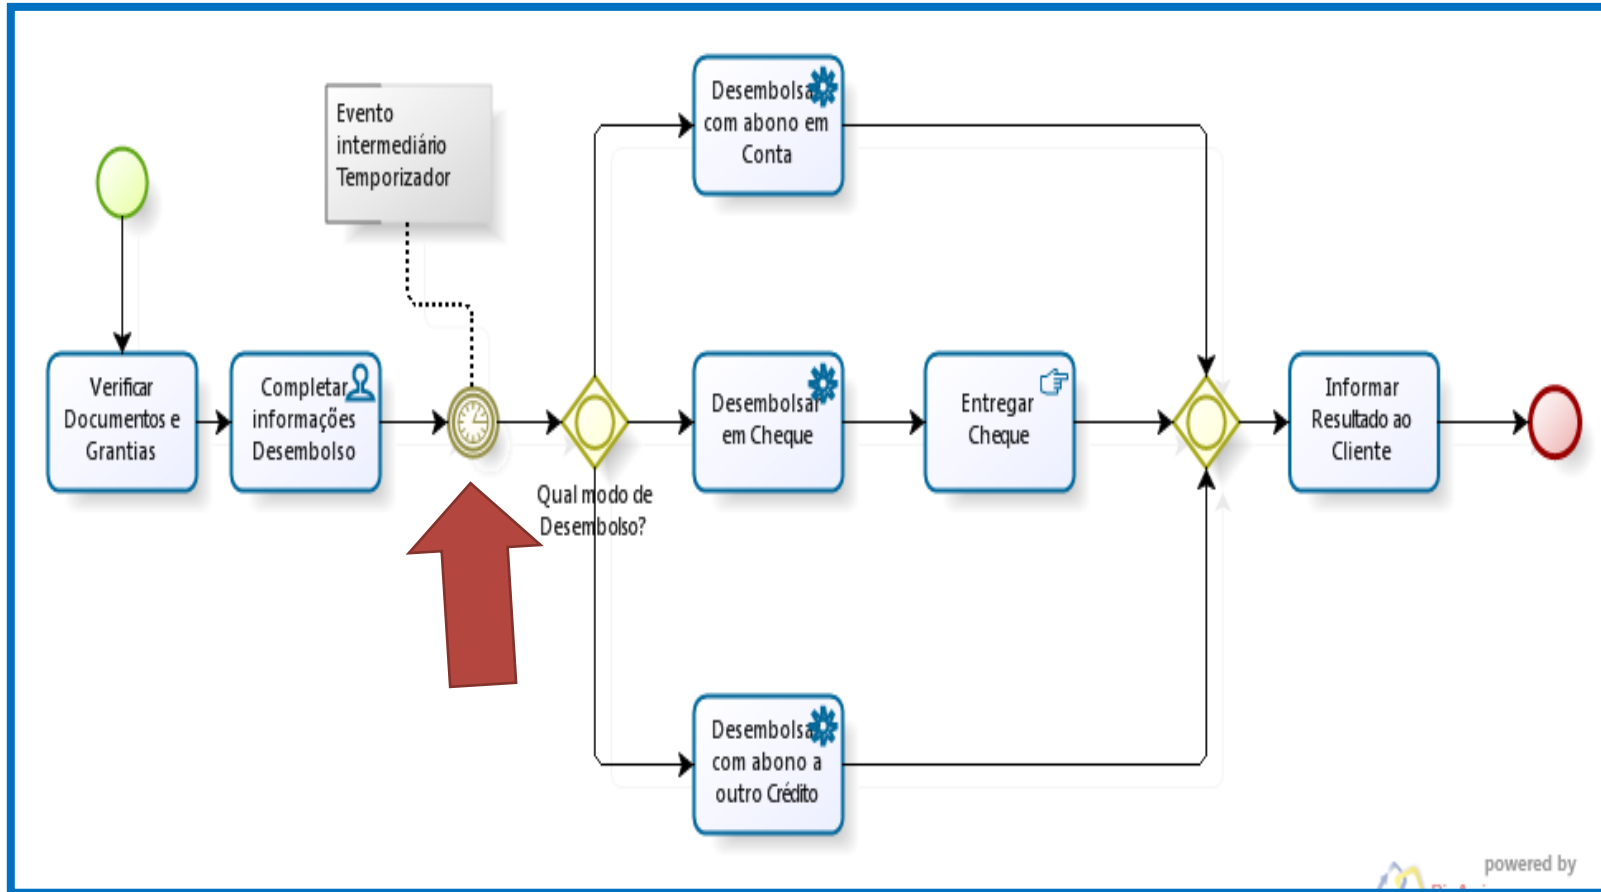 Evento
intermediário
Temporizador
Verificar
Documentos e
Grantias
Completar
informações
Desembolso
Qual modo de
Desembolso?
Desembolsar
com abono em
Conta
Desembolsar
em Cheque
Entregar
Cheque
Desembolsar
com abono a
outro Crédito
Informar
Resultado ao
Cliente
powered by